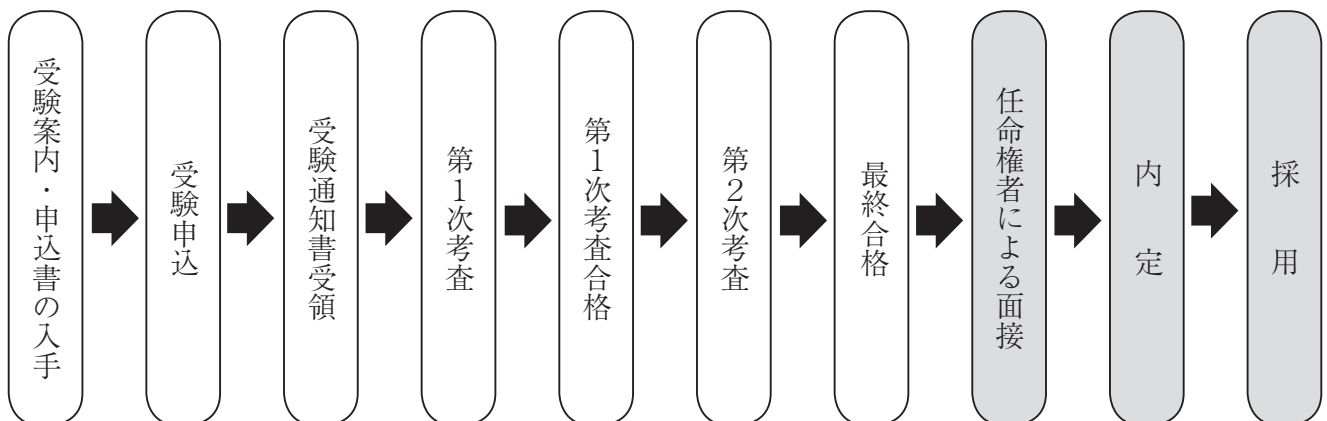 受験案内・申込書の入手
受験申込
受験通知書受領
第1次考査
第1次考査合格
第2次考査
最終合格
任命権者による面接
内定
採用